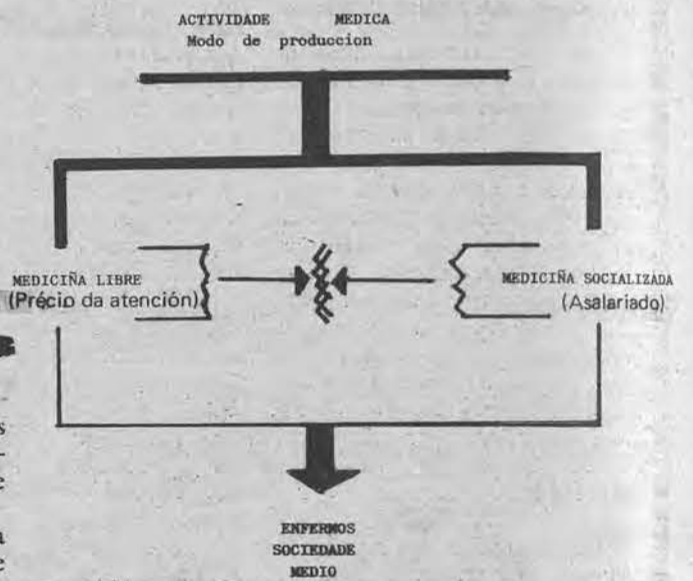 ACTIVIDADE MEDICA
Modo de produccion
MEDICIÑA LIBRE
(Précio da atención)
MEDICIÑA SOCIALIZADA
(Asalariado)
s
-
e
a
e
ENFERMOS
SOCIEDADE
MEDIO